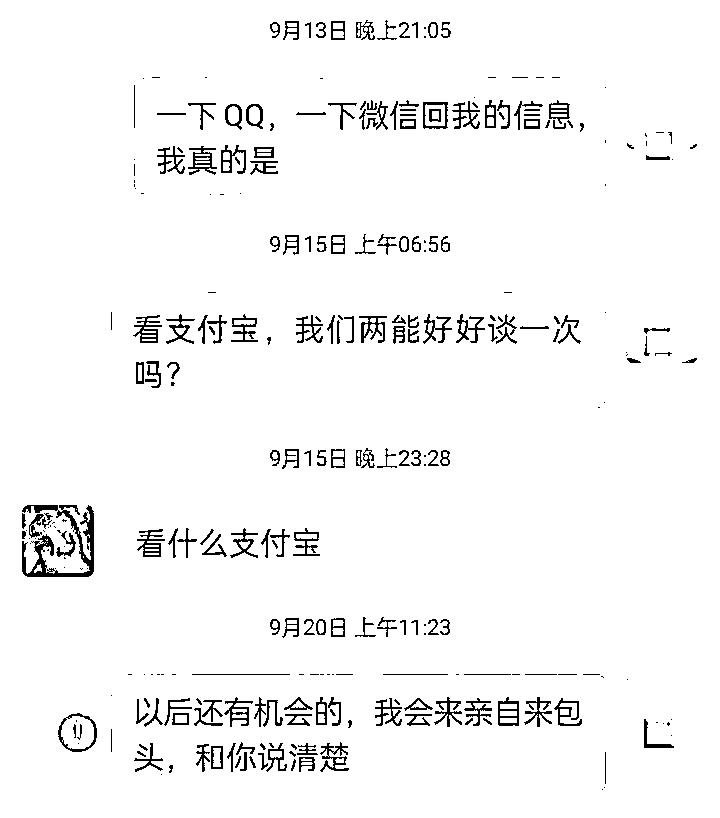 9月13日 晚上21:05
一下QQ，一下微信回我的信息，
我真的是
9月15日 上午06:56
看支付宝，我们两能好好谈一次
吗？
9月15日 晚上23:28
看什么支付宝
9月20日 上午11:23
以后还有机会的，我会来亲自来包
头，和你说清楚